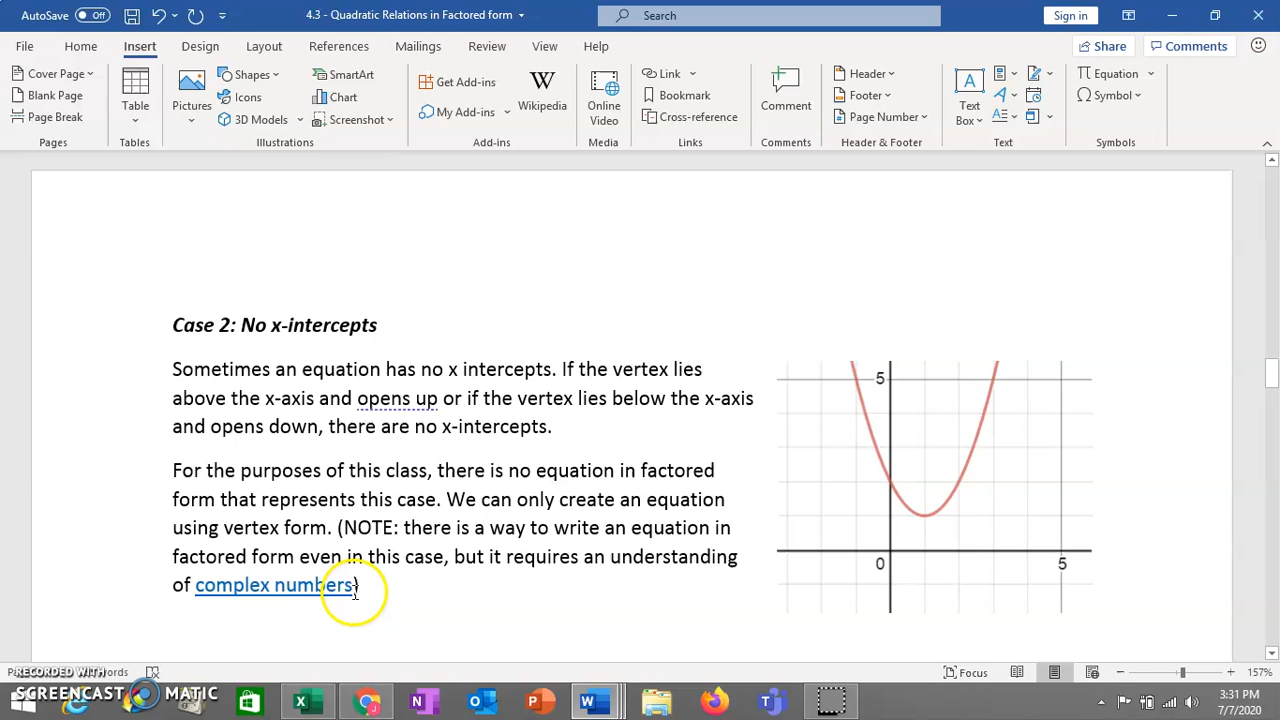 AutoSave Off 4.3 - Quadratic Relations in Factored form Search Sign in
File Home Insert Design Layout References Mailings Review View Help Share Comments
Cover Page Blank Page Page Break Pages
Table Tables
Pictures Shapes Icons 3D Models SmartArt Chart Screenshot Illustrations
Get Add-ins My Add-ins Wikipedia Add-ins
Online Video Media
Link Bookmark Cross-reference Links
Comment Comments
Header Footer Page Number Header & Footer
Text Box Text
Equation Symbol Symbols
Case 2: No x-intercepts
Sometimes an equation has no x intercepts. If the vertex lies
above the x-axis and opens up or if the vertex lies below the x-axis
and opens down, there are no x-intercepts.
For the purposes of this class, there is no equation in factored
form that represents this case. We can only create an equation
using vertex form. (NOTE: there is a way to write an equation in
factored form even in this case, but it requires an understanding
of complex numbers)
5
0 5
RECORDED WITH
SCREENCAST MATIC
Focus 157%
3:31 PM
7/7/2020